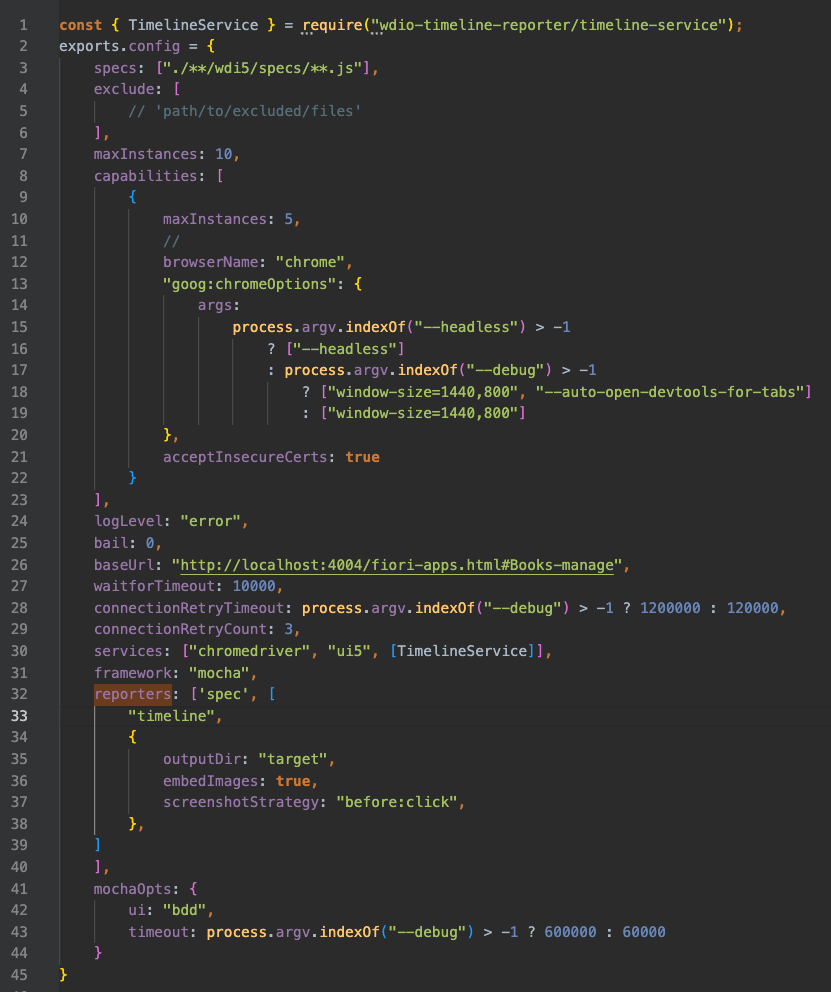 1 const { TimelineService } = require("wdio-timeline-reporter/timeline-service");
2 exports.config = {
3     specs: ["./**/wdi5/specs/**.js"],
4     exclude: [
5         // 'path/to/excluded/files'
6     ],
7     maxInstances: 10,
8     capabilities: [
9         {
10             maxInstances: 5,
11             //
12             browserName: "chrome",
13             "goog:chromeOptions": {
14                 args:
15                     process.argv.indexOf("--headless") > -1
16                         ? ["--headless"]
17                         : process.argv.indexOf("--debug") > -1
18                             ? ["window-size=1440,800", "--auto-open-devtools-for-tabs"]
19                             : ["window-size=1440,800"]
20             },
21             acceptInsecureCerts: true
22         }
23     ],
24     logLevel: "error",
25     bail: 0,
26     baseUrl: "http://localhost:4004/fiori-apps.html#Books-manage",
27     waitforTimeout: 10000,
28     connectionRetryTimeout: process.argv.indexOf("--debug") > -1 ? 1200000 : 120000,
29     connectionRetryCount: 3,
30     services: ["chromedriver", "ui5", [TimelineService]],
31     framework: "mocha",
32     reporters: ['spec', [
33         "timeline",
34         {
35             outputDir: "target",
36             embedImages: true,
37             screenshotStrategy: "before:click",
38         },
39     ]
40     ],
41     mochaOpts: {
42         ui: "bdd",
43         timeout: process.argv.indexOf("--debug") > -1 ? 600000 : 60000
44     }
45 }